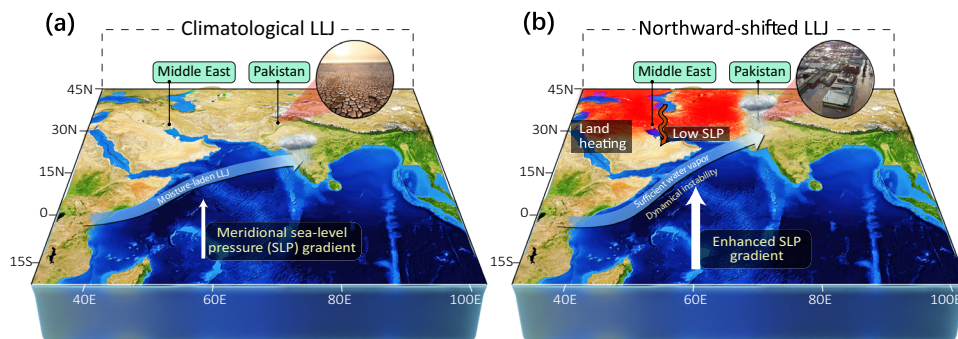 (a)
Climatological LLJ
Middle East
Pakistan
45N
30N
15N
0
15S
Moisture-laden LLJ
Meridional sea-level
pressure (SLP) gradient
40E
60E
80E
100E
(b)
Northward-shifted LLJ
Middle East
Pakistan
45N
30N
15N
0
15S
Land
heating
Low SLP
Sufficient water vapor
Dynamical instability
Enhanced SLP
gradient
40E
60E
80E
100E